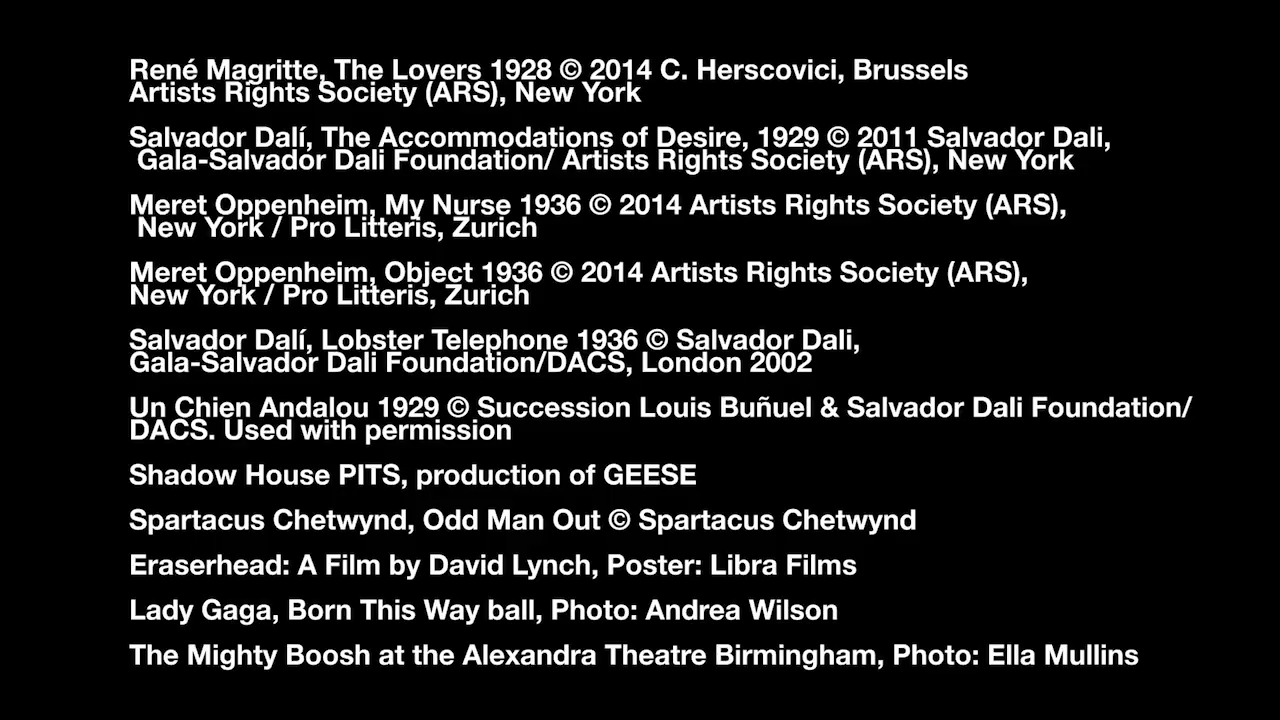 René Magritte, The Lovers 1928 © 2014 C. Herscovici, Brussels
Artists Rights Society (ARS), New York
Salvador Dalí, The Accommodations of Desire, 1929 © 2011 Salvador Dali,
Gala-Salvador Dali Foundation/ Artists Rights Society (ARS), New York
Meret Oppenheim, My Nurse 1936 © 2014 Artists Rights Society (ARS),
New York / Pro Litteris, Zurich
Meret Oppenheim, Object 1936 © 2014 Artists Rights Society (ARS),
New York / Pro Litteris, Zurich
Salvador Dalí, Lobster Telephone 1936 © Salvador Dali,
Gala-Salvador Dali Foundation/DACS, London 2002
Un Chien Andalou 1929 © Succession Louis Buñuel & Salvador Dali Foundation/
DACS. Used with permission
Shadow House PITS, production of GEESE
Spartacus Chetwynd, Odd Man Out © Spartacus Chetwynd
Eraserhead: A Film by David Lynch, Poster: Libra Films
Lady Gaga, Born This Way ball, Photo: Andrea Wilson
The Mighty Boosh at the Alexandra Theatre Birmingham, Photo: Ella Mullins